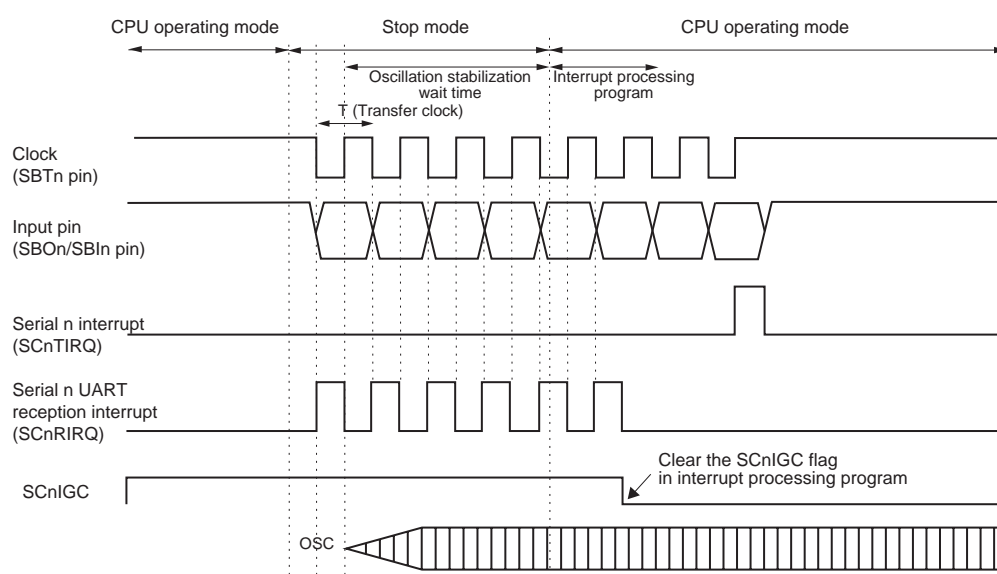 CPU operating mode
Stop mode
CPU operating mode
Oscillation stabilization
wait time
Interrupt processing
program
T (Transfer clock)
Clock
(SBTn pin)
Input pin
(SBOn/SBIn pin)
Serial n interrupt
(SCnTIRQ)
Serial n UART
reception interrupt
(SCnRIRQ)
Clear the SCnIGC flag
in interrupt processing program
SCnIGC
OSC